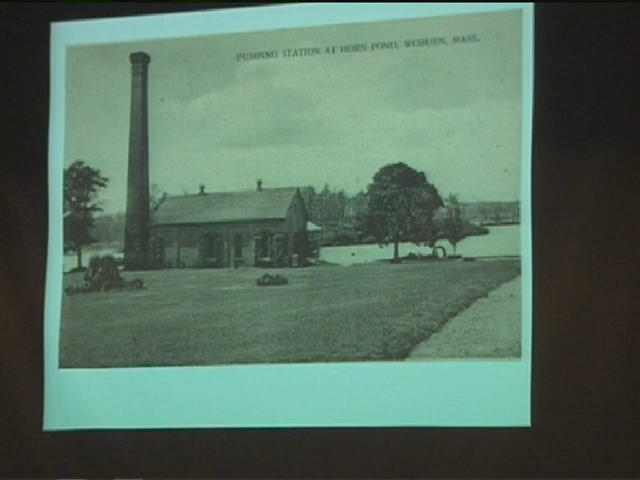 PUMPING STATION AT HORN POND, WOBURN, MASS.